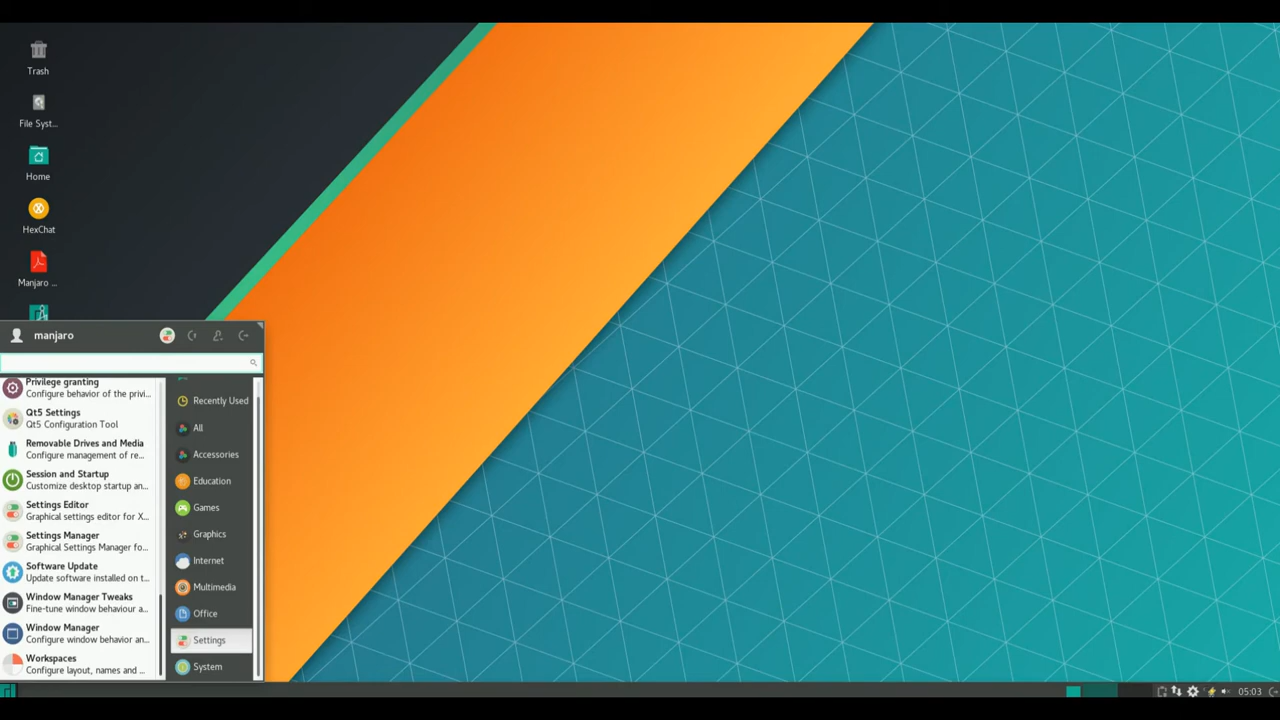 Trash
File Syst...
Home
HexChat
Manjaro ...
manjaro
Privilege granting
Configure behavior of the privi...
Qt5 Settings
Qt5 Configuration Tool
Removable Drives and Media
Configure management of re...
Session and Startup
Customize desktop startup an...
Settings Editor
Graphical settings editor for X...
Settings Manager
Graphical Settings Manager fo...
Software Update
Update software installed on t...
Window Manager Tweaks
Fine-tune window behaviour a...
Window Manager
Configure window behavior an...
Workspaces
Configure layout, names and ...
Recently Used
All
Accessories
Education
Games
Graphics
Internet
Multimedia
Office
Settings
System
05:03